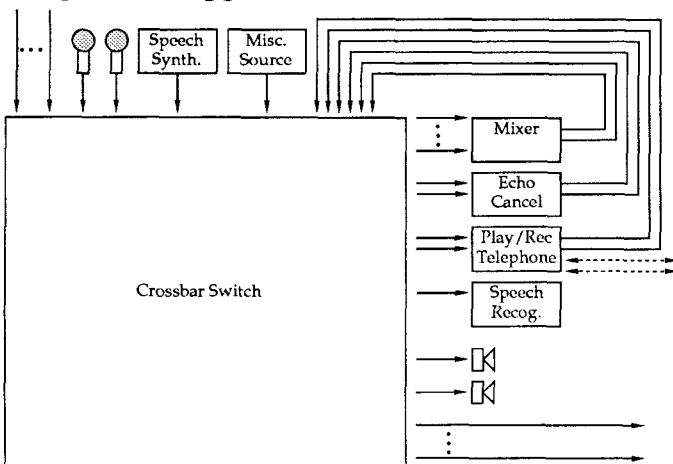 Speech
Synth.
Misc.
Source
Mixer
Echo
Cancel
Play/Rec
Telephone
Crossbar Switch
Speech
Recog.